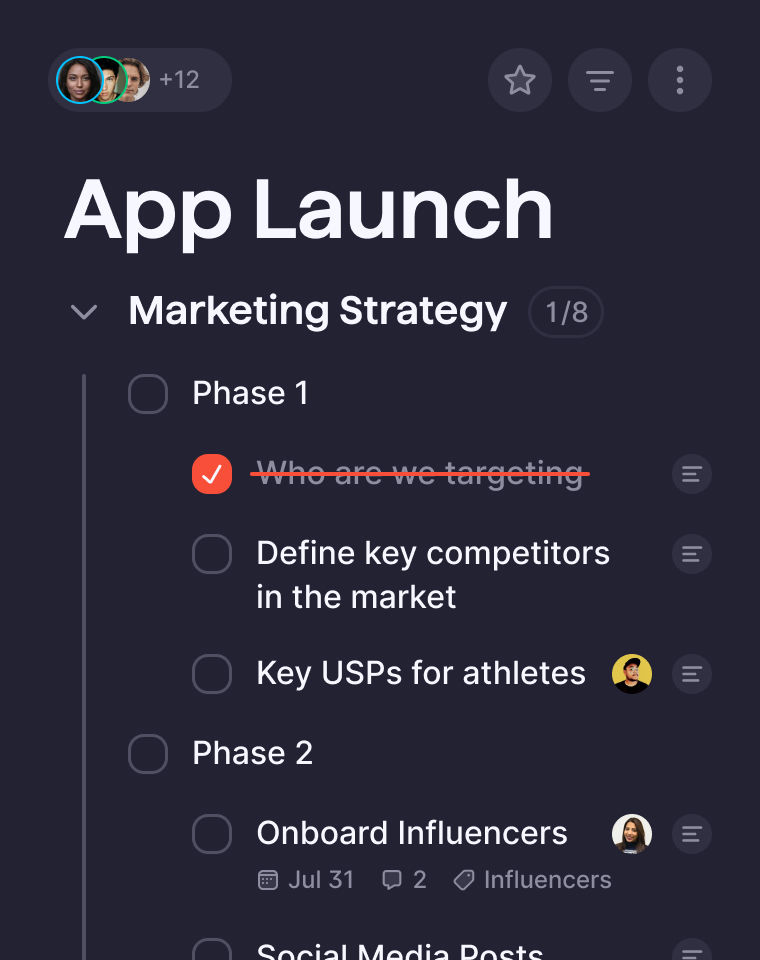 +12
App Launch
Marketing Strategy 1/8
Phase 1
Who are we targeting
Define key competitors
in the market
Key USPs for athletes
Phase 2
Onboard Influencers
Jul 31 2 Influencers
Social Media Posts